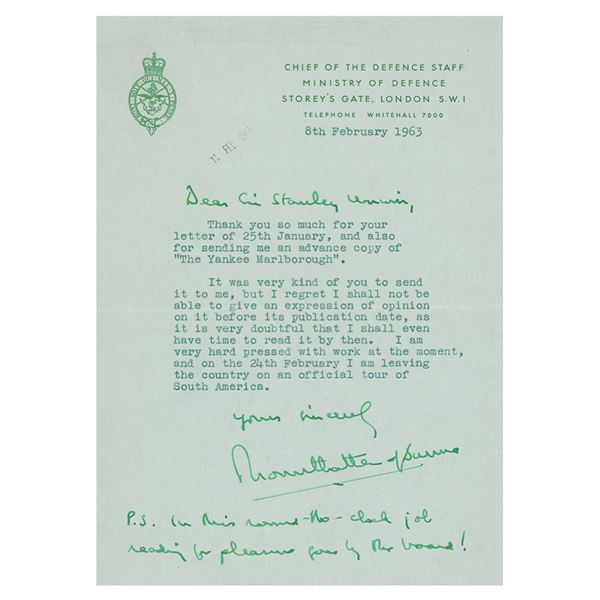 CHIEF OF THE DEFENCE STAFF
MINISTRY OF DEFENCE
STOREY'S GATE, LONDON S.W.1
TELEPHONE WHITEHALL 7000
8th February 1963
Dear Sir Stanley Unwin,
Thank you so much for your
letter of 25th January, and also
for sending me an advance copy of
"The Yankee Marlborough".
It was very kind of you to send
it to me, but I regret I shall not be
able to give an expression of opinion
on it before its publication date, as
it is very doubtful that I shall even
have time to read it by then. I am
very hard pressed with work at the moment,
and on the 24th February I am leaving
the country on an official tour of
South America.
Yours sincerely
Mountbatten of Burma
P.S. In this round-the-clock job
reading for pleasure goes by the board!